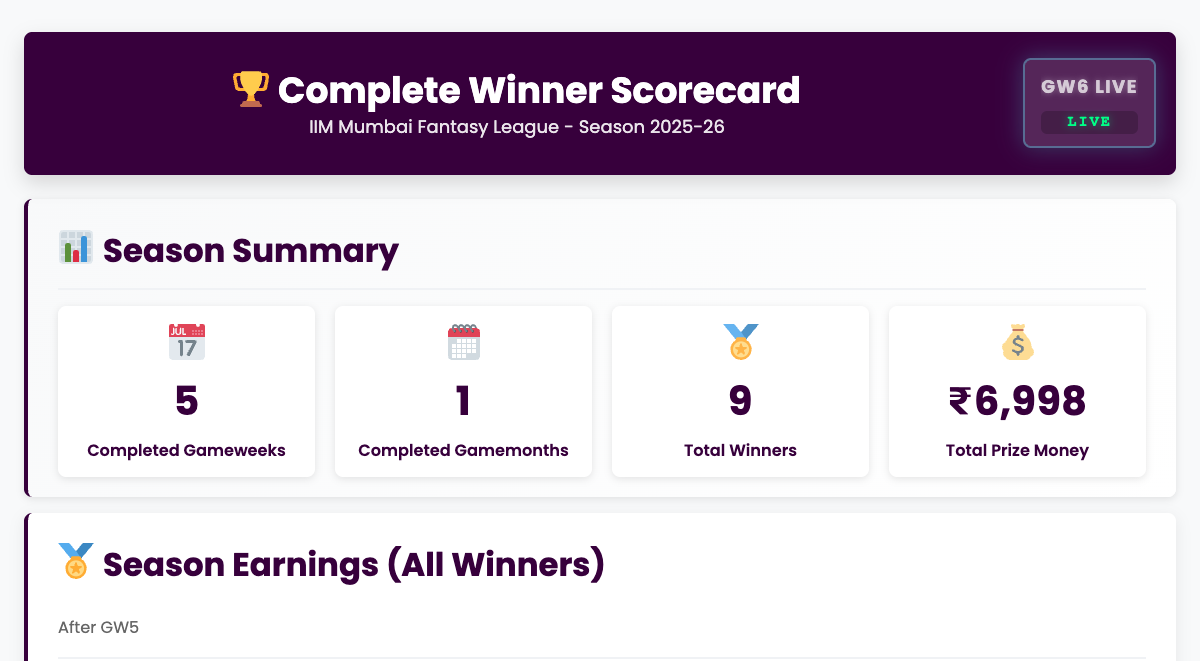 Complete Winner Scorecard
IIM Mumbai Fantasy League - Season 2025-26
GW6 LIVE
LIVE
Season Summary
JUL
17
5
Completed Gameweeks
1
Completed Gamemonths
9
Total Winners
$
₹6,998
Total Prize Money
Season Earnings (All Winners)
After GW5